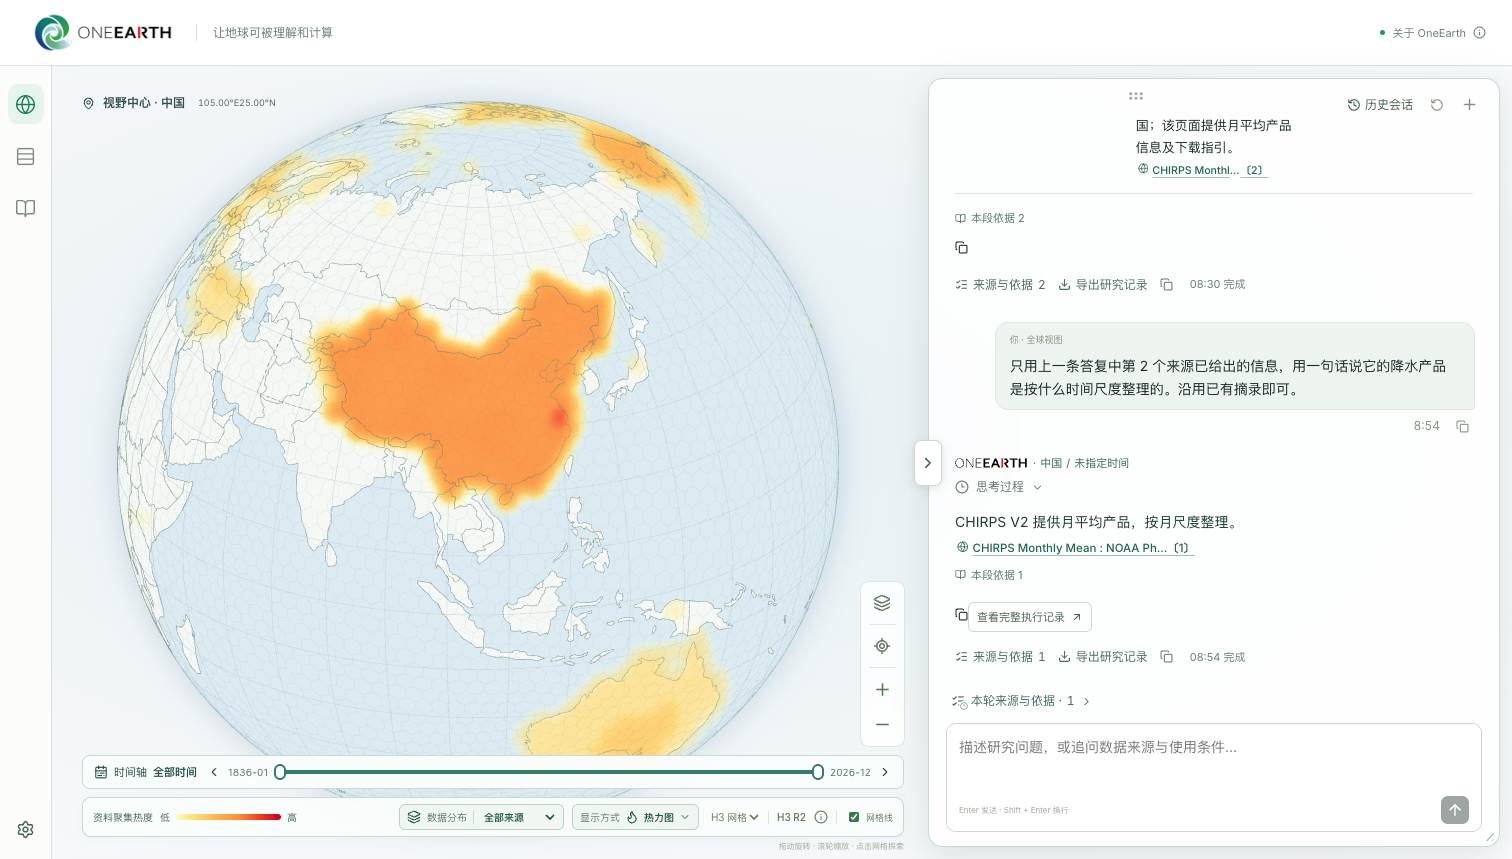 ONEEARTH
让地球可被理解和计算
关于 OneEarth
视野中心 · 中国
105.00°E25.00°N
历史会话
国；该页面提供月平均产品
信息及下载指引。
CHIRPS Monthl... 〔2〕
本段依据 2
来源与依据 2
导出研究记录
08:30 完成
你 · 全球视图
只用上一条答复中第 2 个来源已给出的信息，用一句话说它的降水产品
是按什么时间尺度整理的。沿用已有摘录即可。
8:54
ONEEARTH · 中国 / 未指定时间
思考过程
CHIRPS V2 提供月平均产品，按月尺度整理。
CHIRPS Monthly Mean : NOAA Ph... 〔1〕
本段依据 1
查看完整执行记录
来源与依据 1
导出研究记录
08:54 完成
本轮来源与依据 · 1
描述研究问题，或追问数据来源与使用条件...
Enter 发送 · Shift + Enter 换行
时间轴 全部时间
1836-01
2026-12
资料聚集热度 低
高
数据分布 全部来源
显示方式 热力图
H3 网格
H3 R2
网格线
拖动旋转 · 滚轮缩放 · 点击网格探索